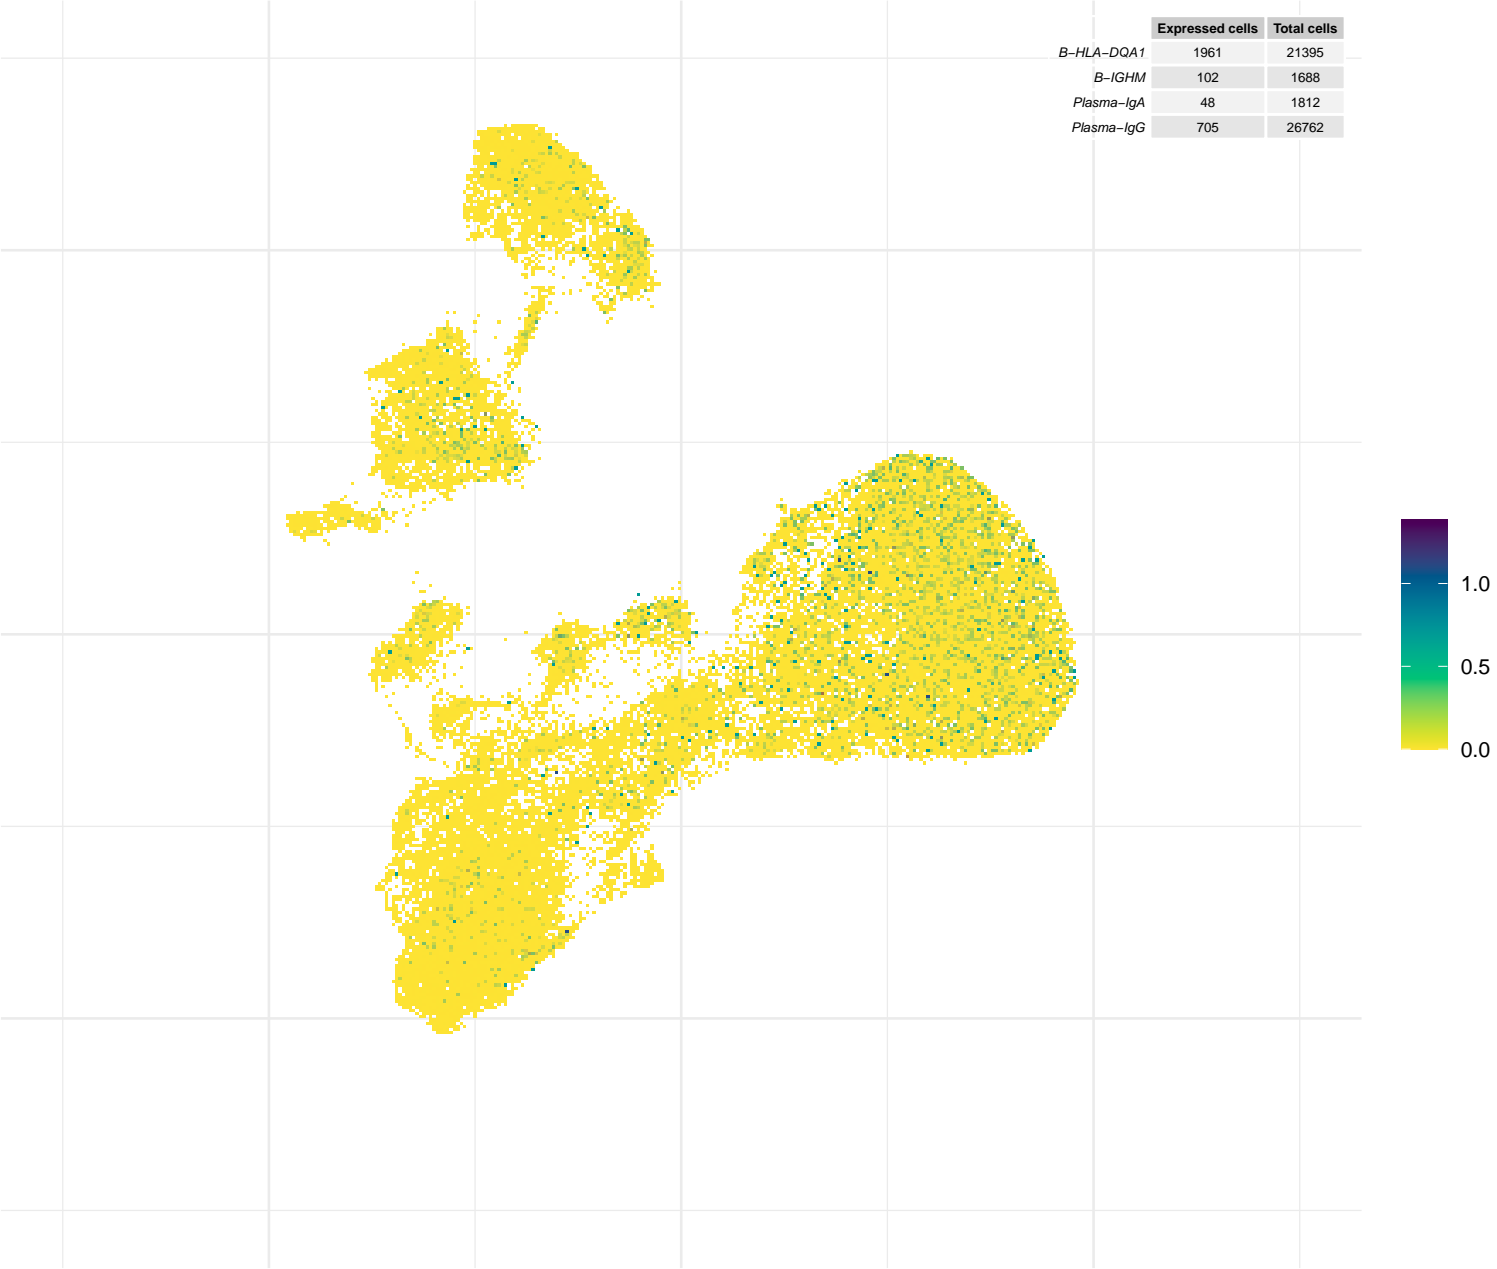 Expressed cells Total cells
B−HLA−DQA1 1961 21395
B−IGHM 102 1688
Plasma−IgA 48 1812
Plasma−IgG 705 26762
1.0
0.5
0.0